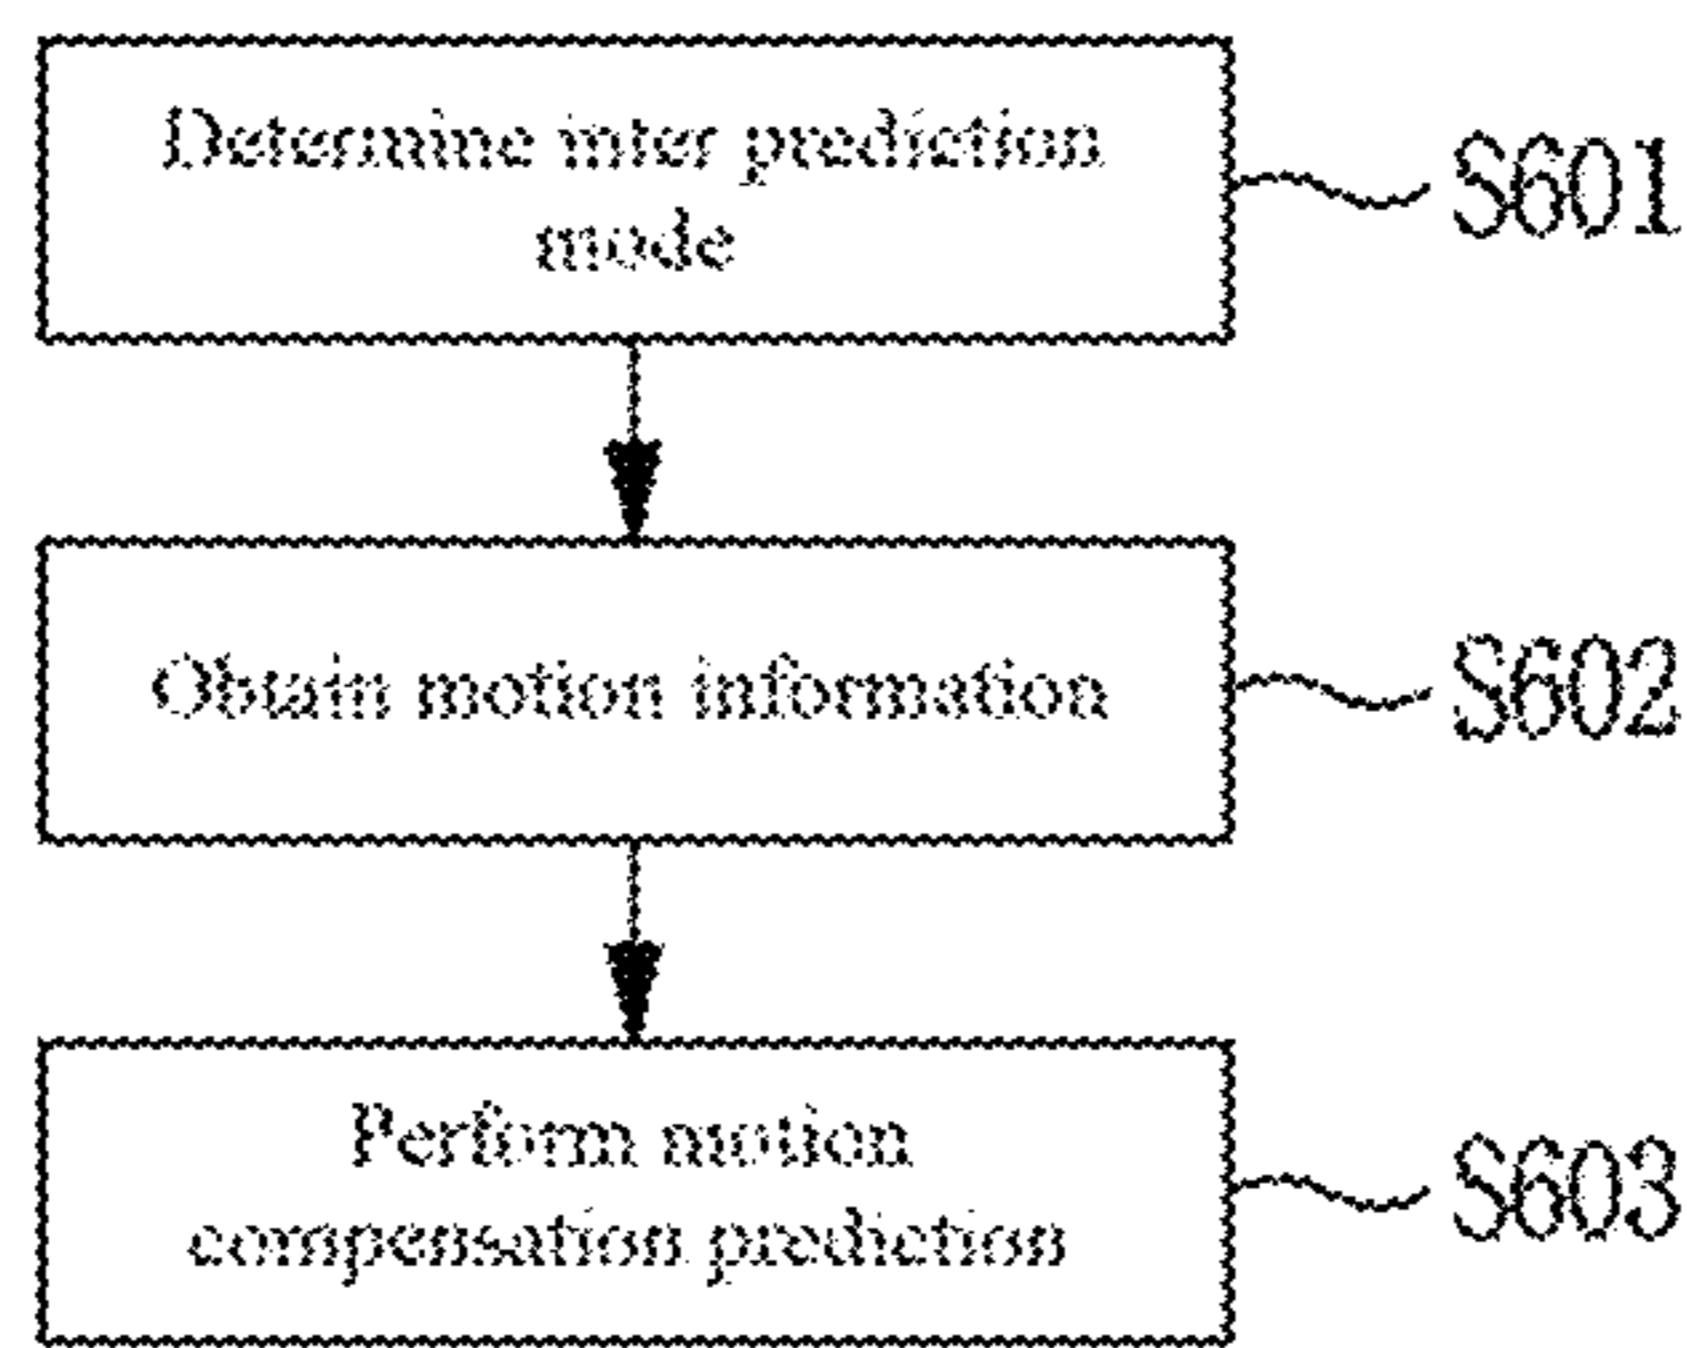 Determine inter prediction
mode
S601
Obtain motion information
S602
Perform motion
compensation prediction
S603